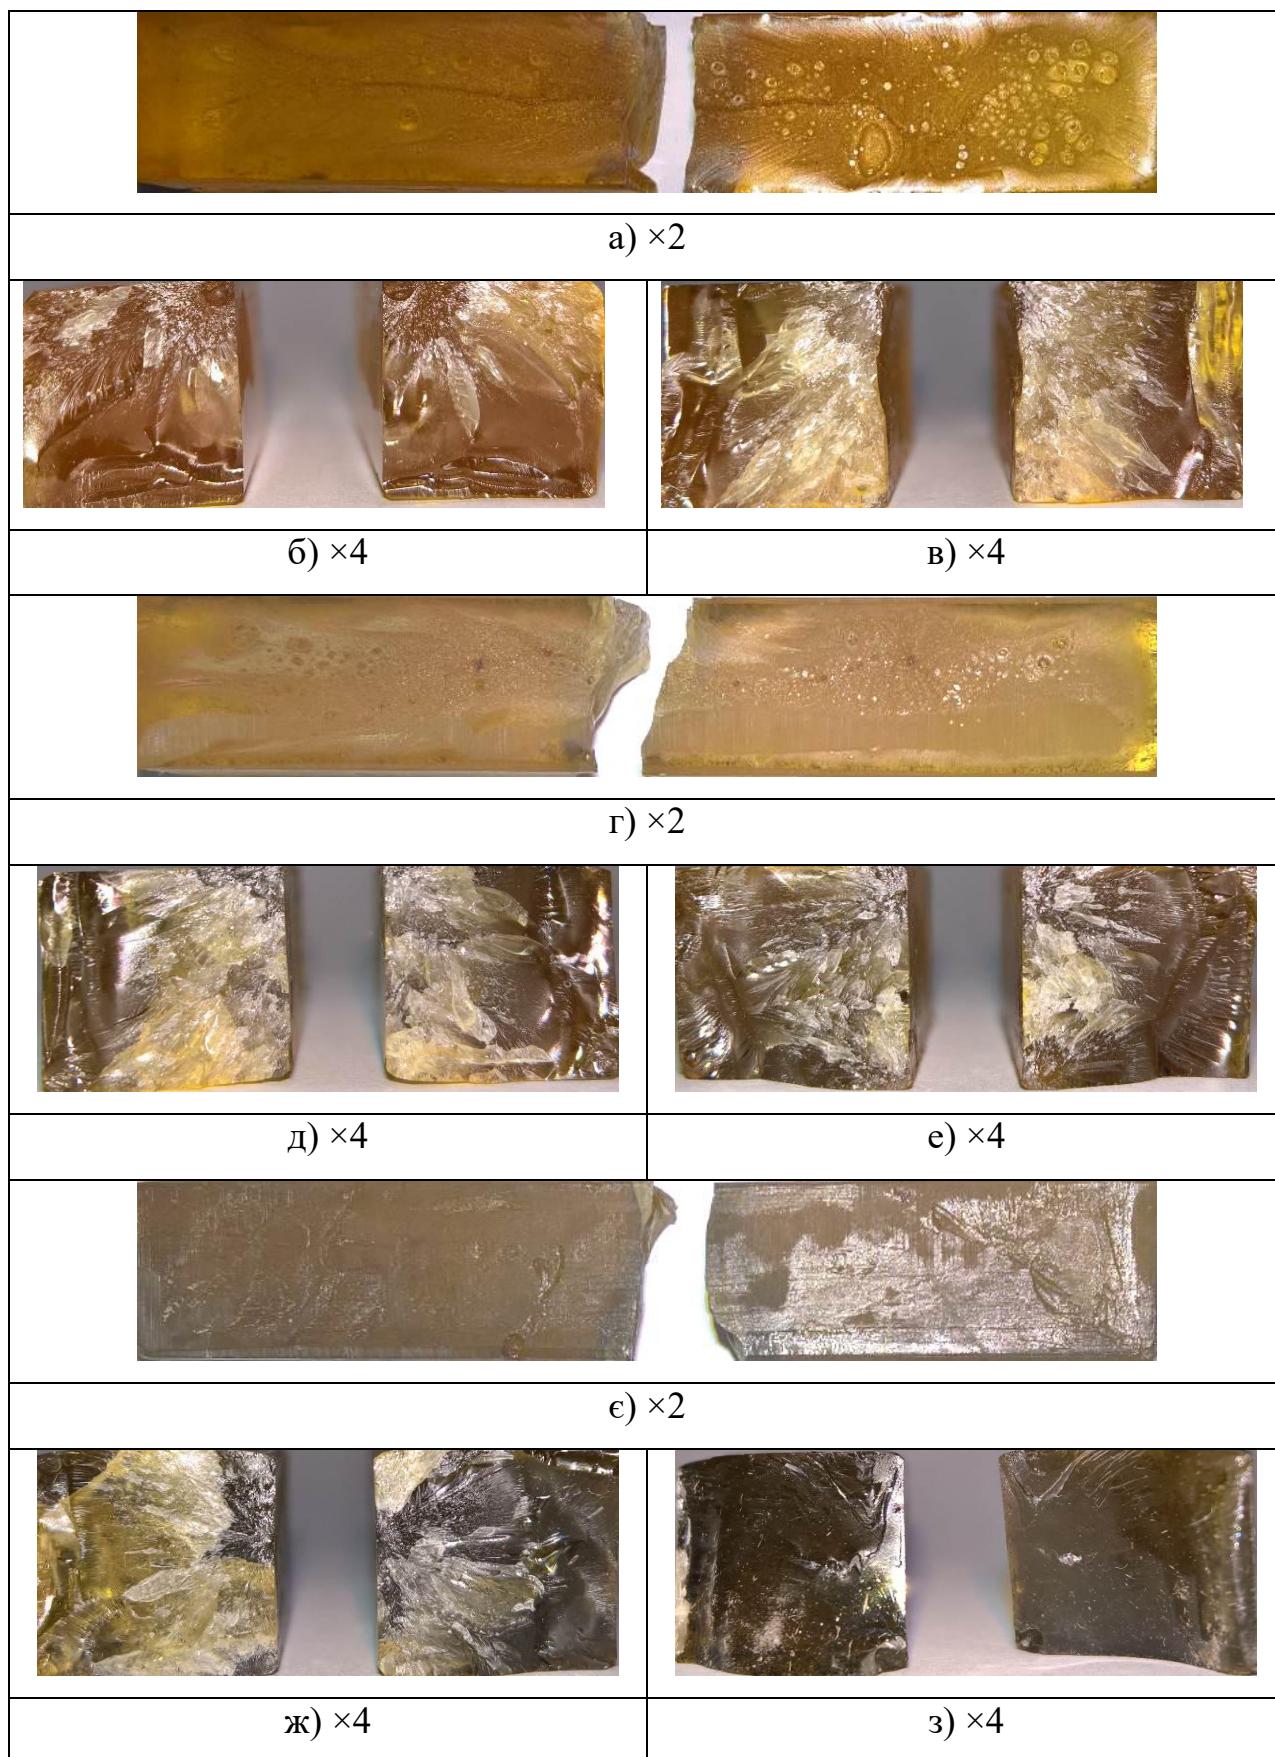 а) ×2
б) ×4
в) ×4
г) ×2
д) ×4
е) ×4
є) ×2
ж) ×4
з) ×4